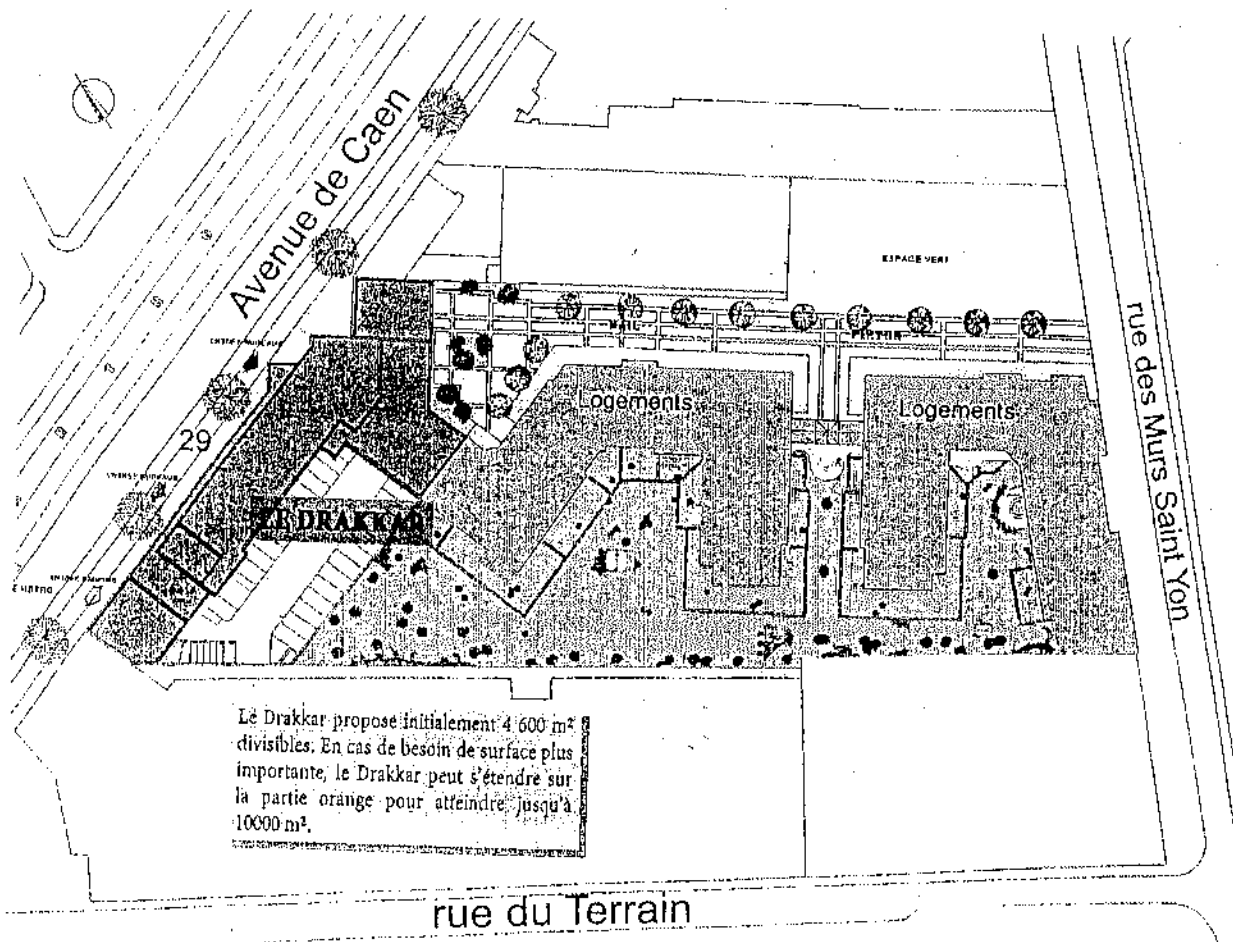 Avenue de Caen
ESPACE VERT
MAIL
PIETON
rue des Murs Saint Yon
Logements
Logements
29
LE DRAKKAR
Le Drakkar propose initialement 4 600 m²
divisibles. En cas de besoin de surface plus
importante, le Drakkar peut s'étendre sur
la partie orange pour atteindre jusqu'à
10000 m².
rue du Terrain